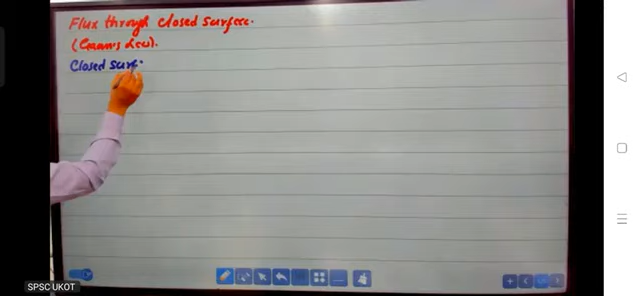 Flux through closed surface.
(Gauss's Law).
Closed surf
SPSC UKOT